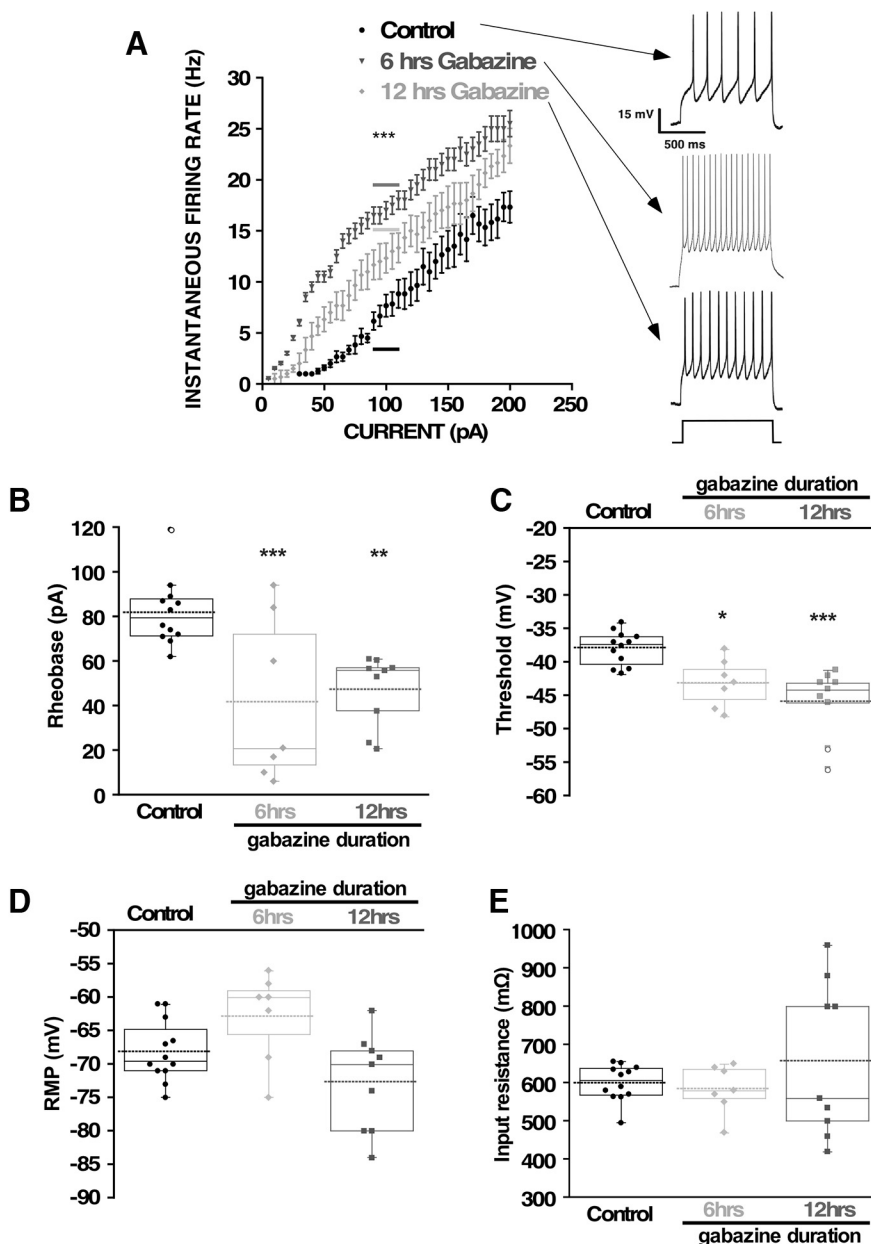 A
Control
6 hrs Gabazine
12 hrs Gabazine
15 mV
500 ms
INSTANTANEOUS FIRING RATE (Hz)
30
25
20
15
10
5
0
***
0
50
100
150
200
250
CURRENT (pA)
B
Rheobase (pA)
120
100
80
60
40
20
0
***
**
Control
6hrs
12hrs
gabazine duration
C
gabazine duration
Control
6hrs
12hrs
Threshold (mV)
-20
-25
-30
-35
-40
-45
-50
-55
-60
*
***
D
gabazine duration
Control
6hrs
12hrs
RMP (mV)
-50
-55
-60
-65
-70
-75
-80
-85
-90
E
Input resistance (mΩ)
1000
900
800
700
600
500
400
300
Control
6hrs
12hrs
gabazine duration